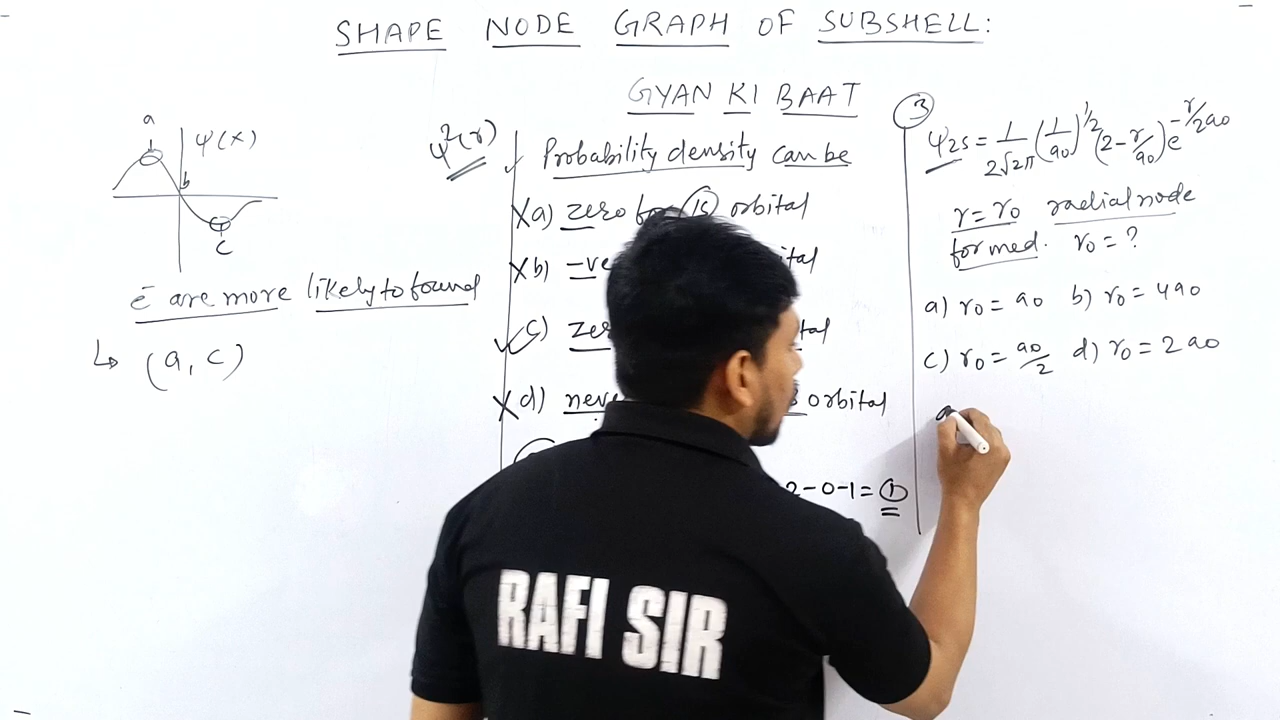 SHAPE NODE GRAPH OF SUBSHELL:
GYAN KI BAAT
a
ψ(x)
b
c
e⁻ are more likely to found
↳ (a, c)
ψ²(r)
✓ Probability density can be
X a) zero for 1s orbital
X b) -ve
✓ c)
X d) orbital
2-0-1=①
③
ψ2s = 1/2√2π (1/a₀)^1/2 (2-r/a₀) e^-r/2a₀
r=r₀ radial node
formed. r₀=?
a) r₀=a₀ b) r₀=4a₀
c) r₀=a₀/2 d) r₀=2a₀
RAFI SIR